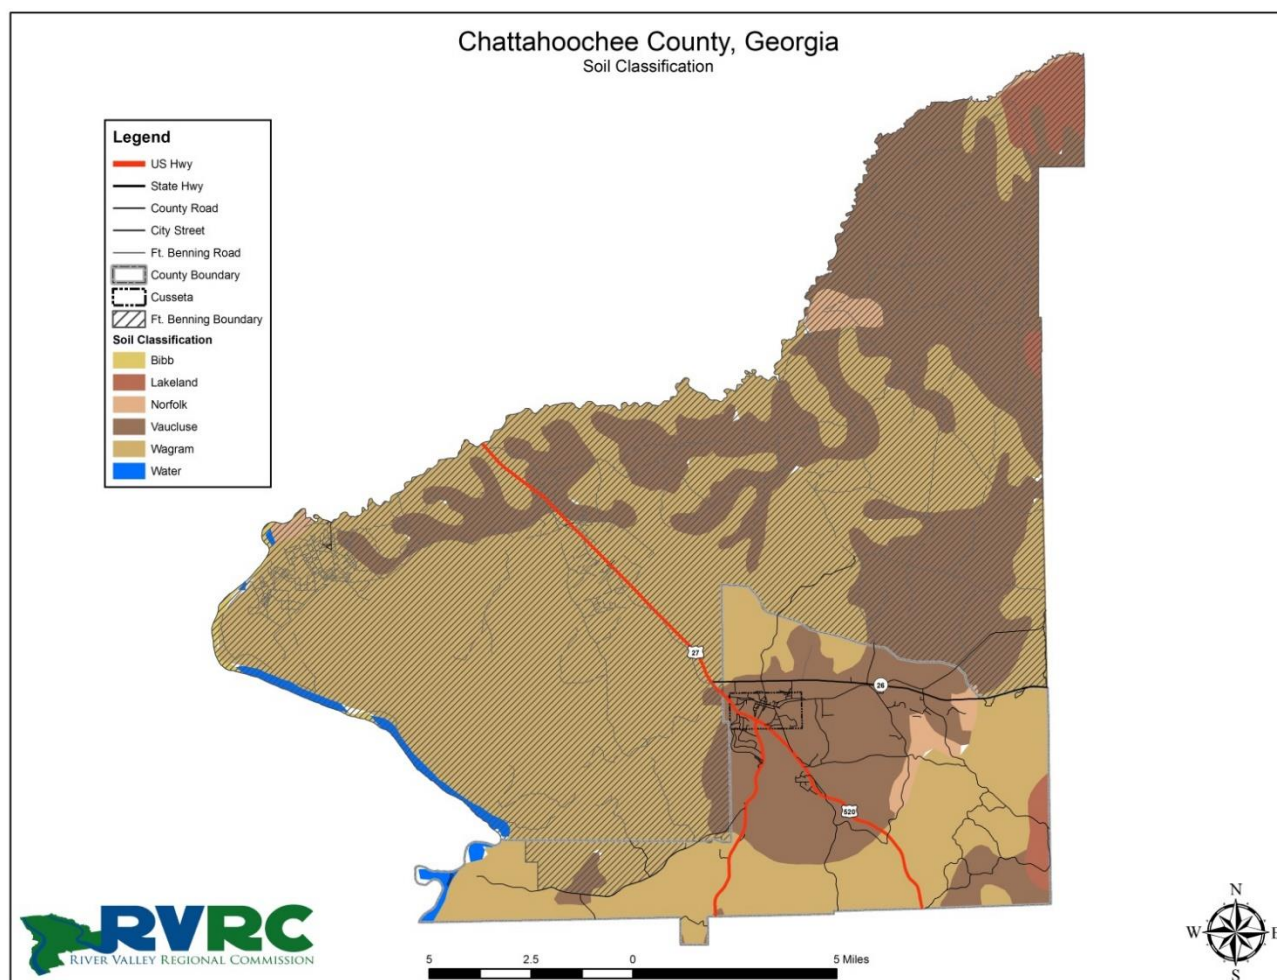 Chattahoochee County, Georgia
Soil Classification
Legend
US Hwy
State Hwy
County Road
City Street
Ft. Benning Road
County Boundary
Cusseta
Ft. Benning Boundary
Soil Classification
Bibb
Lakeland
Norfolk
Vaucluse
Wagram
Water
27
26
520
RVRC
RIVER VALLEY REGIONAL COMMISSION
5 2.5 0 5 Miles
N
W E
S